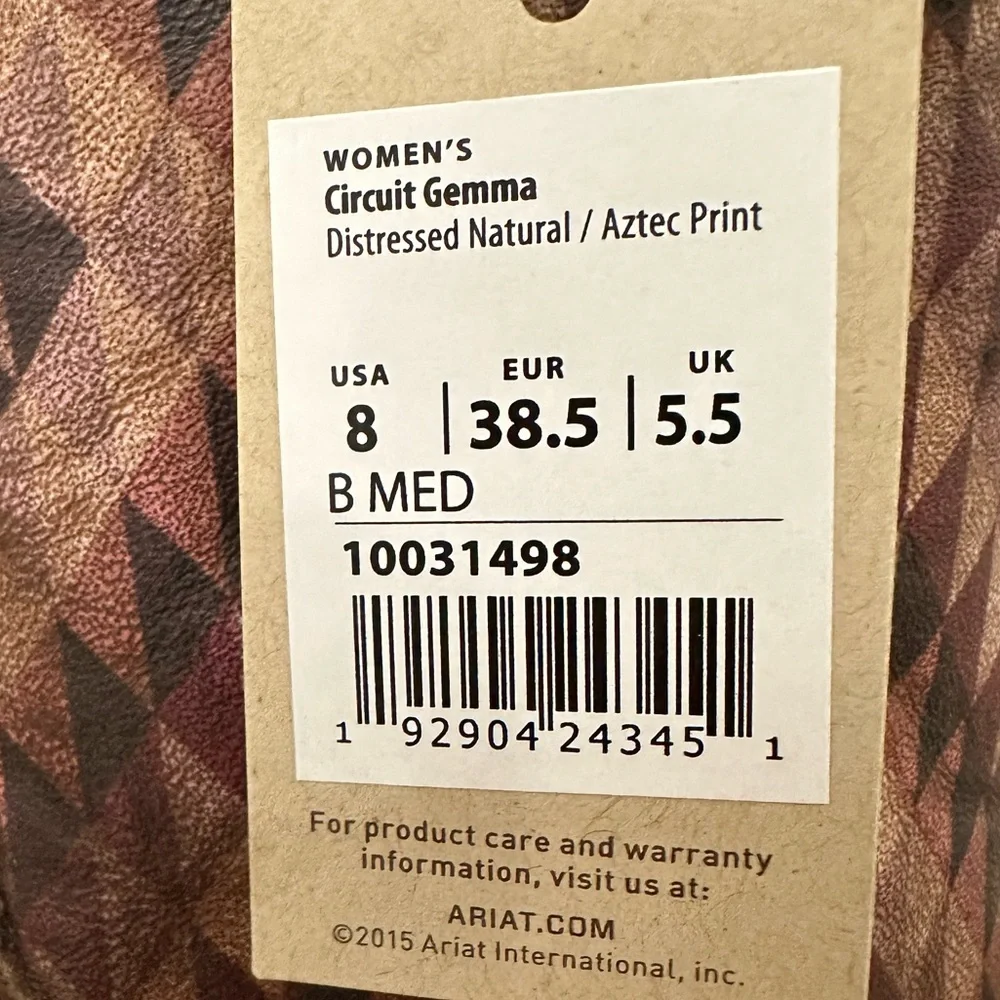 WOMEN'S
Circuit Gemma
Distressed Natural / Aztec Print
USA EUR UK
8 | 38.5 | 5.5
B MED
10031498
1 92904 24345 1
For product care and warranty
information, visit us at:
ARIAT.COM
©2015 Ariat International, inc.